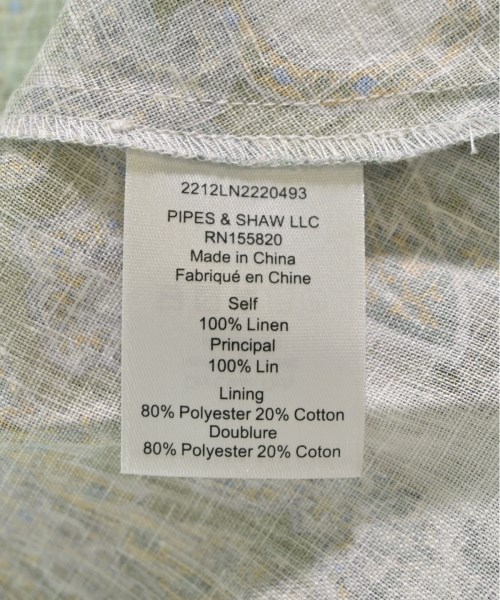 2212LN2220493
PIPES & SHAW LLC
RN155820
Made in China
Fabriqué en Chine
Self
100% Linen
Principal
100% Lin
Lining
80% Polyester 20% Cotton
Doublure
80% Polyester 20% Coton